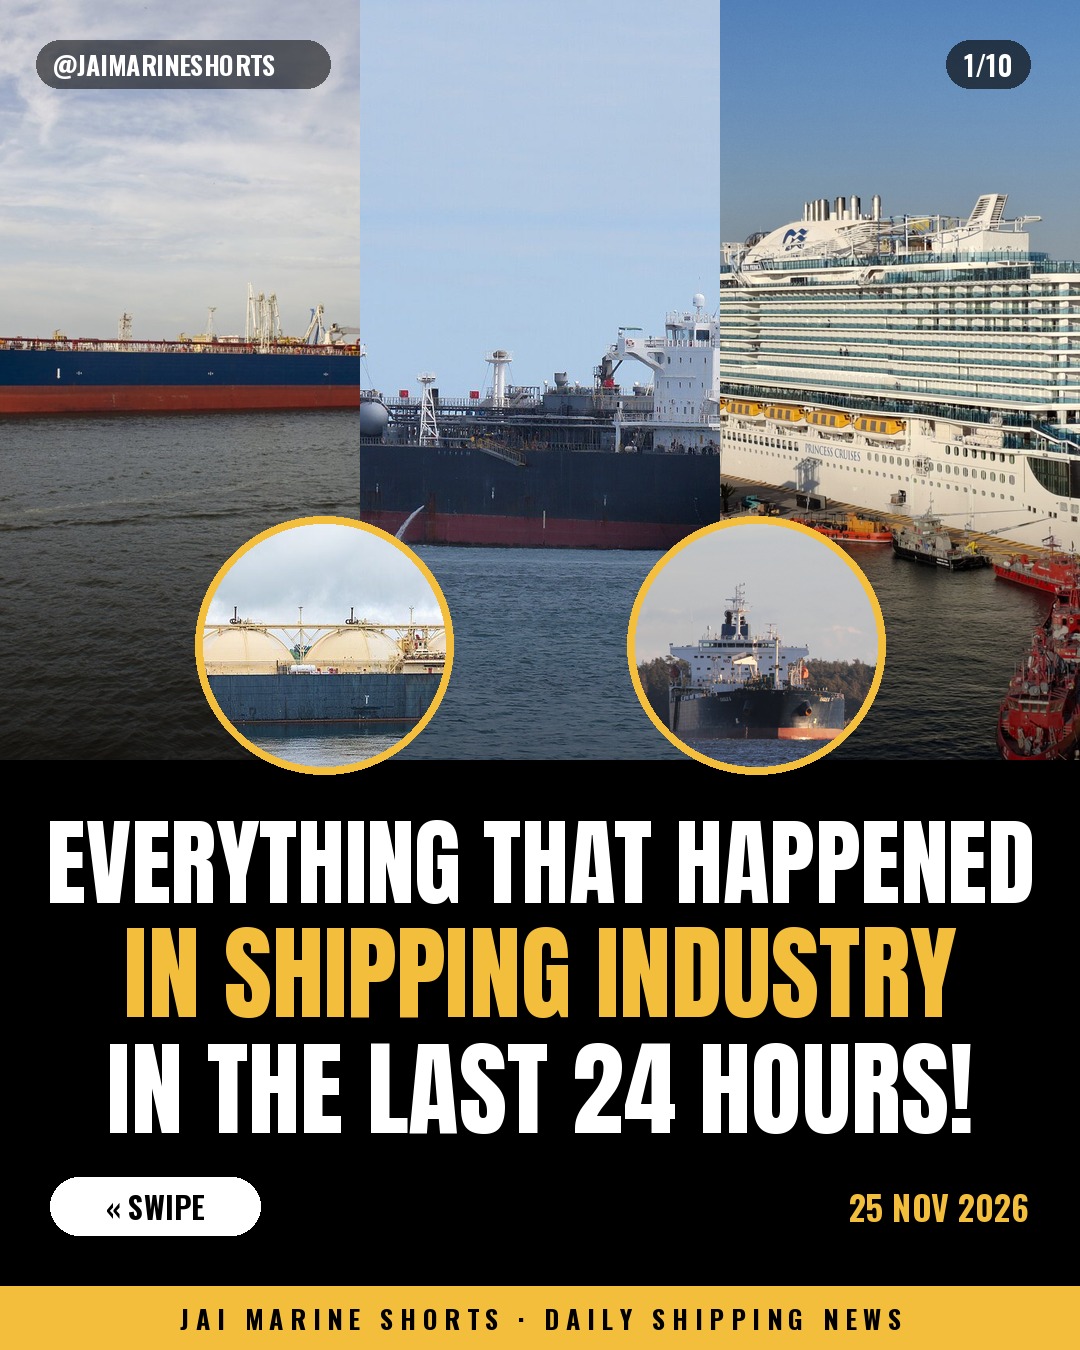 @JAIMARINESHORTS
1/10
PRINCESS CRUISES
EVERYTHING THAT HAPPENED
IN SHIPPING INDUSTRY
IN THE LAST 24 HOURS!
« SWIPE
25 NOV 2026
JAI MARINE SHORTS · DAILY SHIPPING NEWS